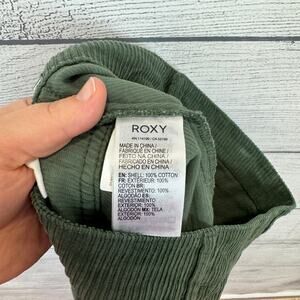 ROXY
MADE IN CHINA /
FABRIQUÉ EN CHINE /
FEITO NA CHINA /
FABRICADO EN CHINA /
HECHO EN CHINA
EN: SHELL: 100% COTTON
FR: EXTÉRIEUR: 100%
COTON BR:
REVESTIMENTO: 100%
ALGODÃO ES:
REVESTIMIENTO
EXTERIOR: 100%
ALGODÓN MX: TELA
EXTERIOR: 100%
ALGODÓN